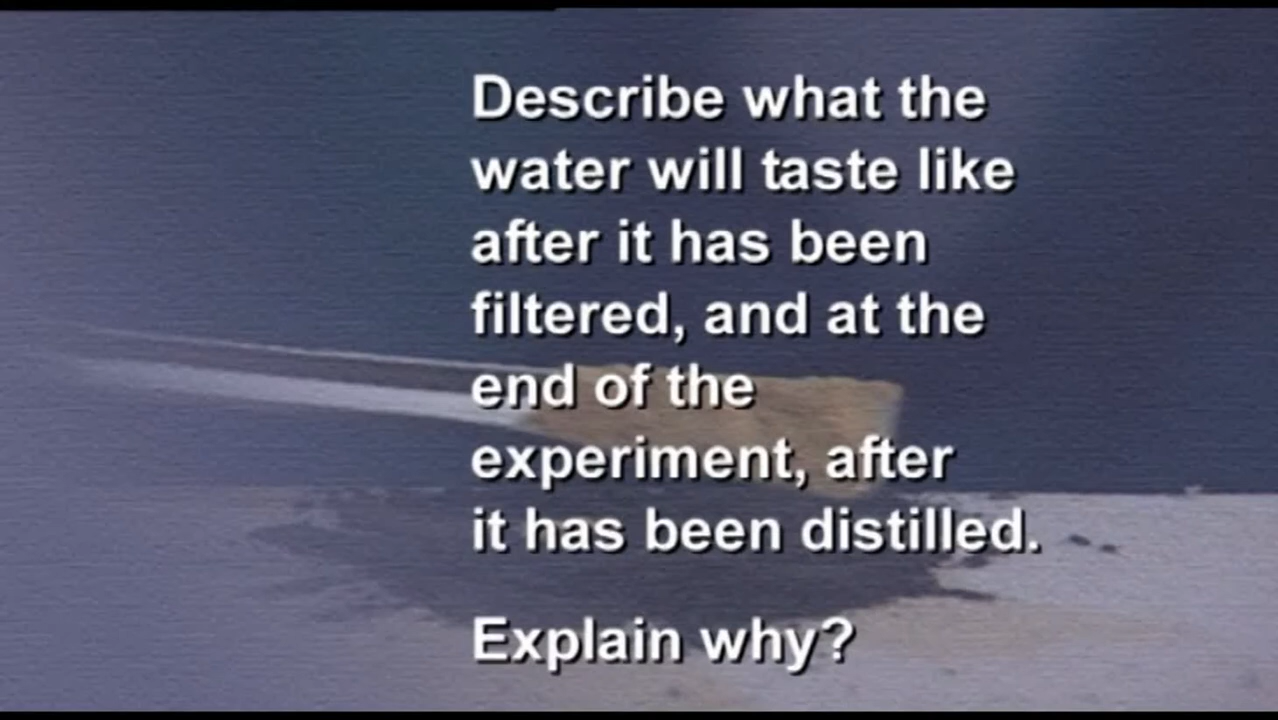 Describe what the
water will taste like
after it has been
filtered, and at the
end of the
experiment, after
it has been distilled.
Explain why?